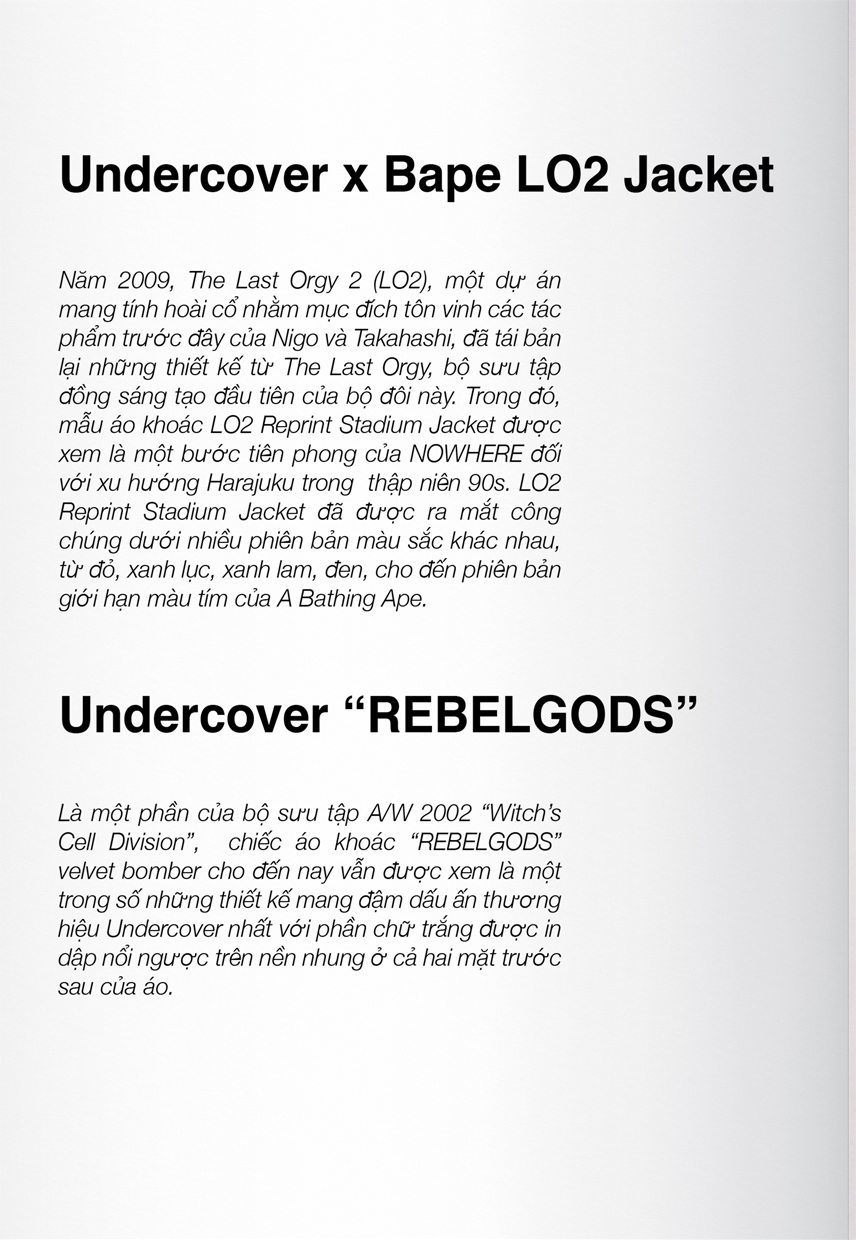 Undercover x Bape LO2 Jacket
Năm 2009, The Last Orgy 2 (LO2), một dự án
mang tính hoài cổ nhằm mục đích tôn vinh các tác
phẩm trước đây của Nigo và Takahashi, đã tái bản
lại những thiết kế từ The Last Orgy, bộ sưu tập
đồng sáng tạo đầu tiên của bộ đôi này. Trong đó,
mẫu áo khoác LO2 Reprint Stadium Jacket được
xem là một bước tiên phong của NOWHERE đối
với xu hướng Harajuku trong  thập niên 90s. LO2
Reprint Stadium Jacket đã được ra mắt công
chúng dưới nhiều phiên bản màu sắc khác nhau,
từ đỏ, xanh lục, xanh lam, đen, cho đến phiên bản
giới hạn màu tím của A Bathing Ape.
Undercover “REBELGODS”
Là một phần của bộ sưu tập A/W 2002 “Witch’s
Cell Division”,  chiếc áo khoác “REBELGODS”
velvet bomber cho đến nay vẫn được xem là một
trong số những thiết kế mang đậm dấu ấn thương
hiệu Undercover nhất với phần chữ trắng được in
dập nổi ngược trên nền nhung ở cả hai mặt trước
sau của áo.